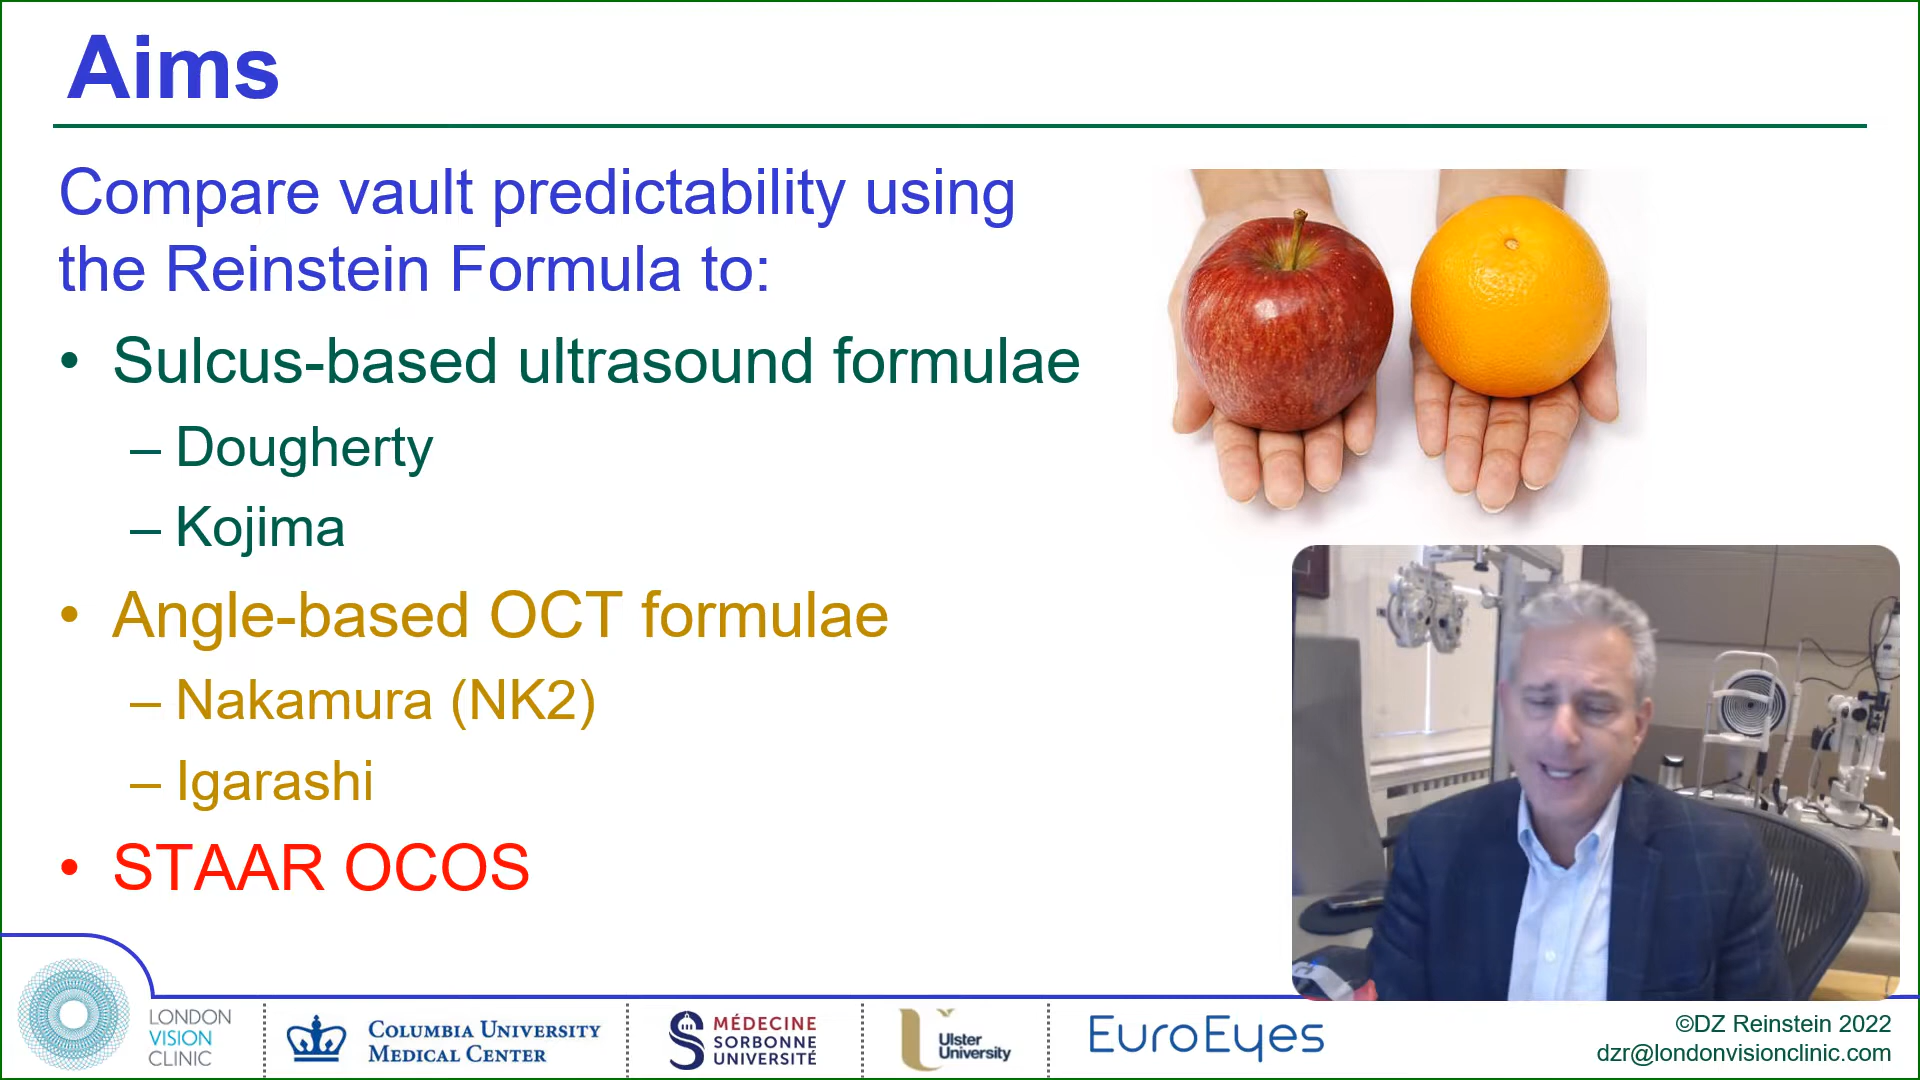 Aims
Compare vault predictability using
the Reinstein Formula to:
• Sulcus-based ultrasound formulae
– Dougherty
– Kojima
• Angle-based OCT formulae
– Nakamura (NK2)
– Igarashi
• STAAR OCOS
LONDON
VISION
CLINIC
COLUMBIA UNIVERSITY
MEDICAL CENTER
MÉDECINE
SORBONNE
UNIVERSITÉ
Ulster
University
EuroEyes
©DZ Reinstein 2022
dzr@londonvisionclinic.com